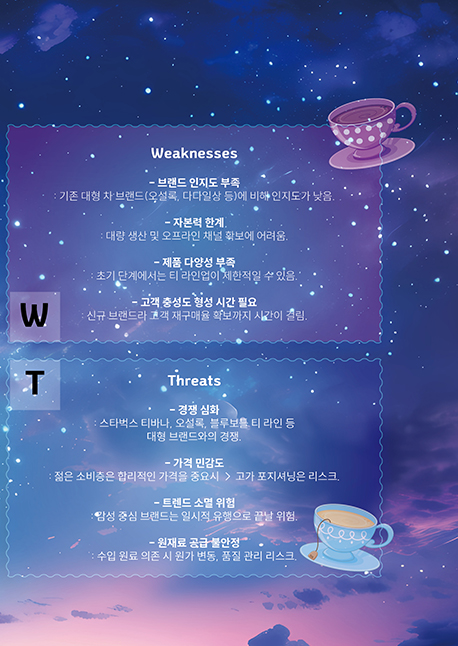 Weaknesses
– 브랜드 인지도 부족
: 기존 대형 차 브랜드(오설록, 다다일상 등)에 비해 인지도가 낮음.
– 자본력 한계
: 대량 생산 및 오프라인 채널 확보에 어려움.
– 제품 다양성 부족
: 초기 단계에서는 티 라인업이 제한적일 수 있음.
– 고객 충성도 형성 시간 필요
: 신규 브랜드라 고객 재구매율 확보까지 시간이 걸림.
W
T
Threats
– 경쟁 심화
: 스타벅스 티바나, 오설록, 블루보틀 티 라인 등
대형 브랜드와의 경쟁.
– 가격 민감도
: 젊은 소비층은 합리적인 가격을 중요시 > 고가 포지셔닝은 리스크.
– 트렌드 소멸 위험
: 감성 중심 브랜드는 일시적 유행으로 끝날 위험.
– 원재료 공급 불안정
: 수입 원료 의존 시 원가 변동, 품질 관리 리스크.